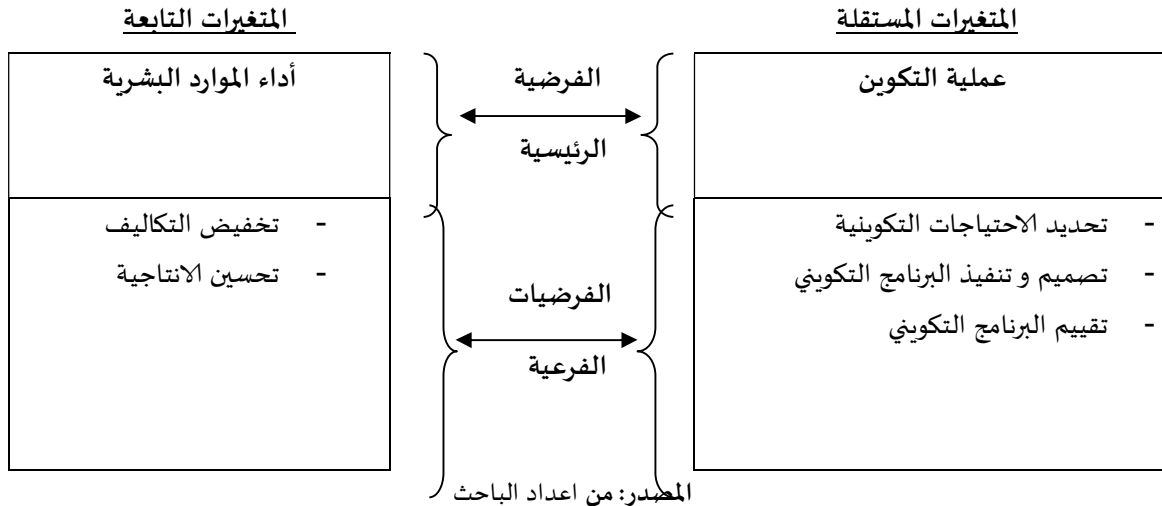 المتغيرات المستقلة
المتغيرات التابعة
عملية التكوين
الفرضية
الرئيسية
أداء الموارد البشرية
- تحديد الاحتياجات التكوينية
- تصميم و تنفيذ البرنامج التكويني
- تقييم البرنامج التكويني
الفرضيات
الفرعية
- تخفيض التكاليف
- تحسين الانتاجية
المصدر: من اعداد الباحث